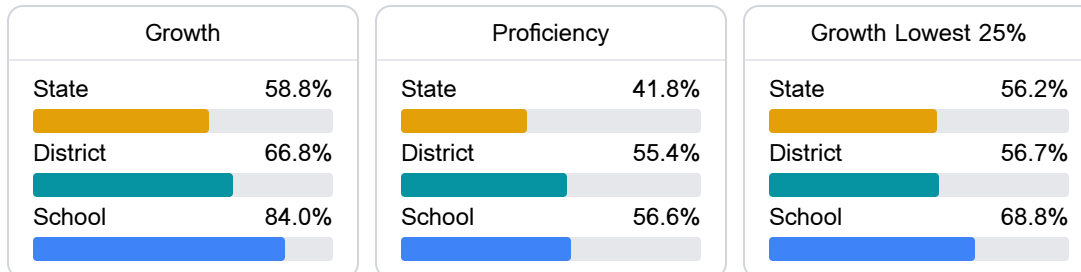 Growth
State 58.8%
District 66.8%
School 84.0%
Proficiency
State 41.8%
District 55.4%
School 56.6%
Growth Lowest 25%
State 56.2%
District 56.7%
School 68.8%